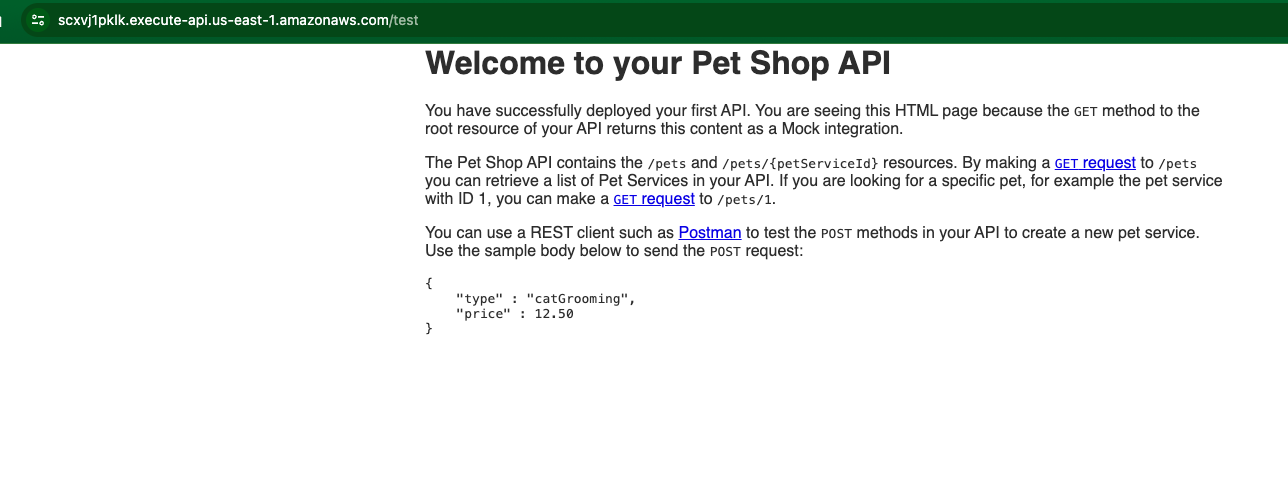 scxvj1pklk.execute-api.us-east-1.amazonaws.com/test
Welcome to your Pet Shop API
You have successfully deployed your first API. You are seeing this HTML page because the GET method to the
root resource of your API returns this content as a Mock integration.
The Pet Shop API contains the /pets and /pets/{petServiceId} resources. By making a GET request to /pets
you can retrieve a list of Pet Services in your API. If you are looking for a specific pet, for example the pet service
with ID 1, you can make a GET request to /pets/1.
You can use a REST client such as Postman to test the POST methods in your API to create a new pet service.
Use the sample body below to send the POST request:
{
    "type" : "catGrooming",
    "price" : 12.50
}